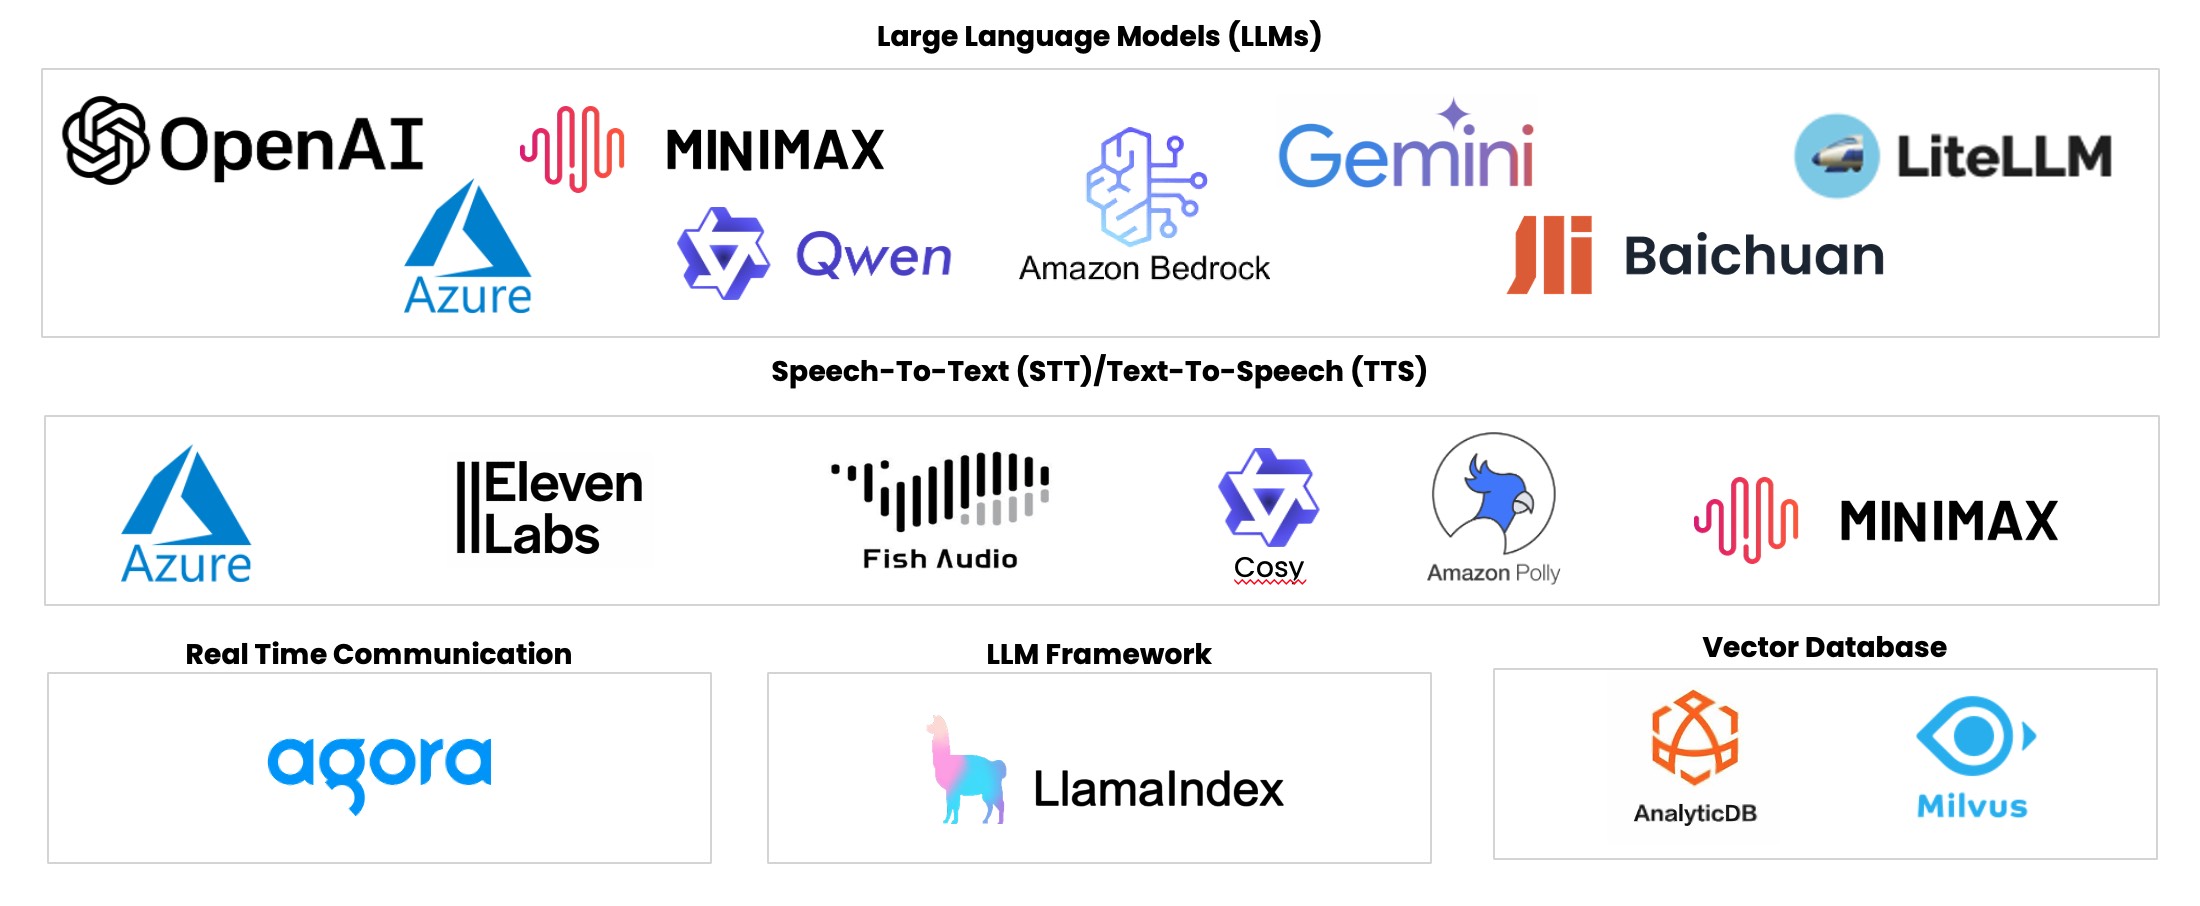 Large Language Models (LLMs)
OpenAI
MINIMAX
Gemini
LiteLLM
Azure
Qwen
Amazon Bedrock
Baichuan
Speech-To-Text (STT)/Text-To-Speech (TTS)
Azure
IIEleven
Labs
Fish Audio
Cosy
Amazon Polly
MINIMAX
Real Time Communication
agora
LLM Framework
LlamaIndex
Vector Database
AnalyticDB
Milvus